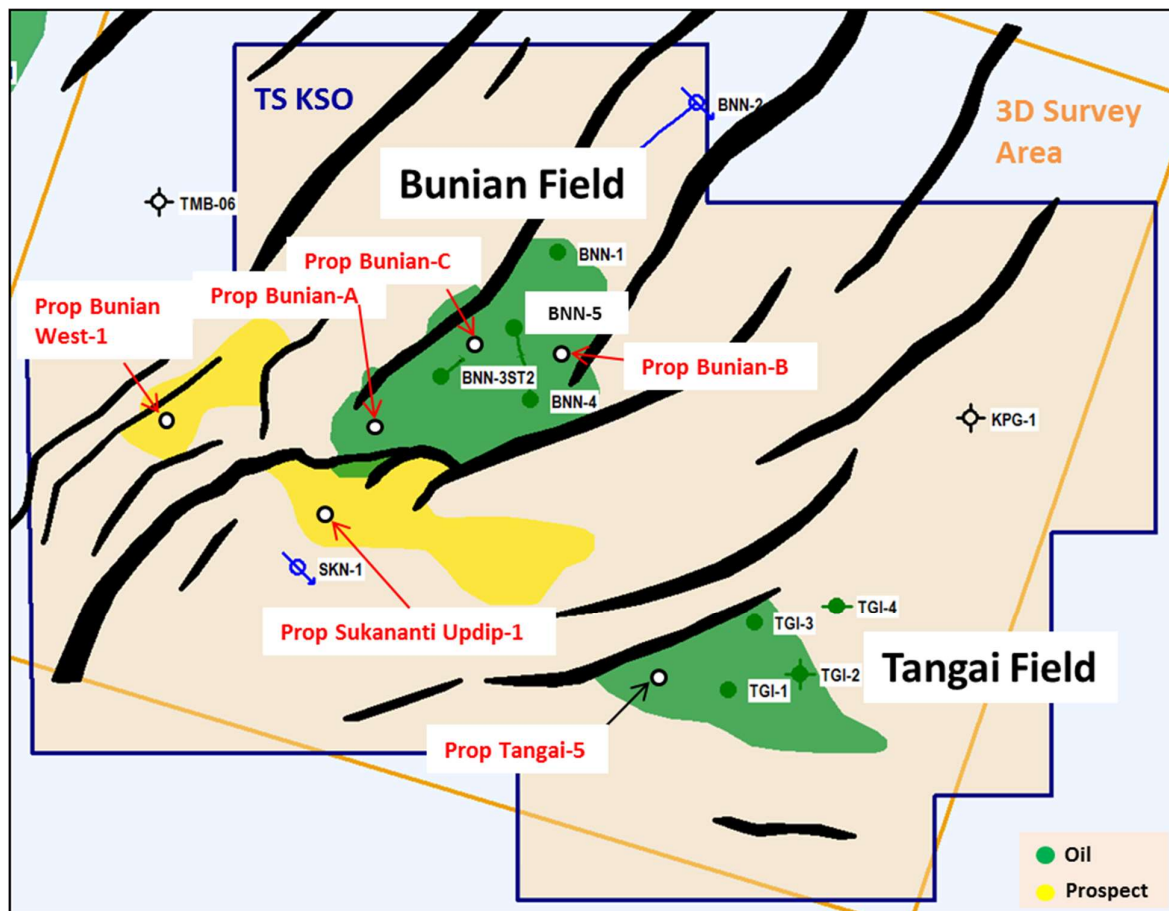 TS KSO
BNN-2
3D Survey
Area
Bunian Field
TMB-06
BNN-1
Prop Bunian-C
Prop Bunian-A
Prop Bunian
West-1
BNN-5
Prop Bunian-B
BNN-3ST2
BNN-4
KPG-1
SKN-1
Prop Sukananti Updip-1
TGI-4
TGI-3
Tangai Field
TGI-2
TGI-1
Prop Tangai-5
Oil
Prospect